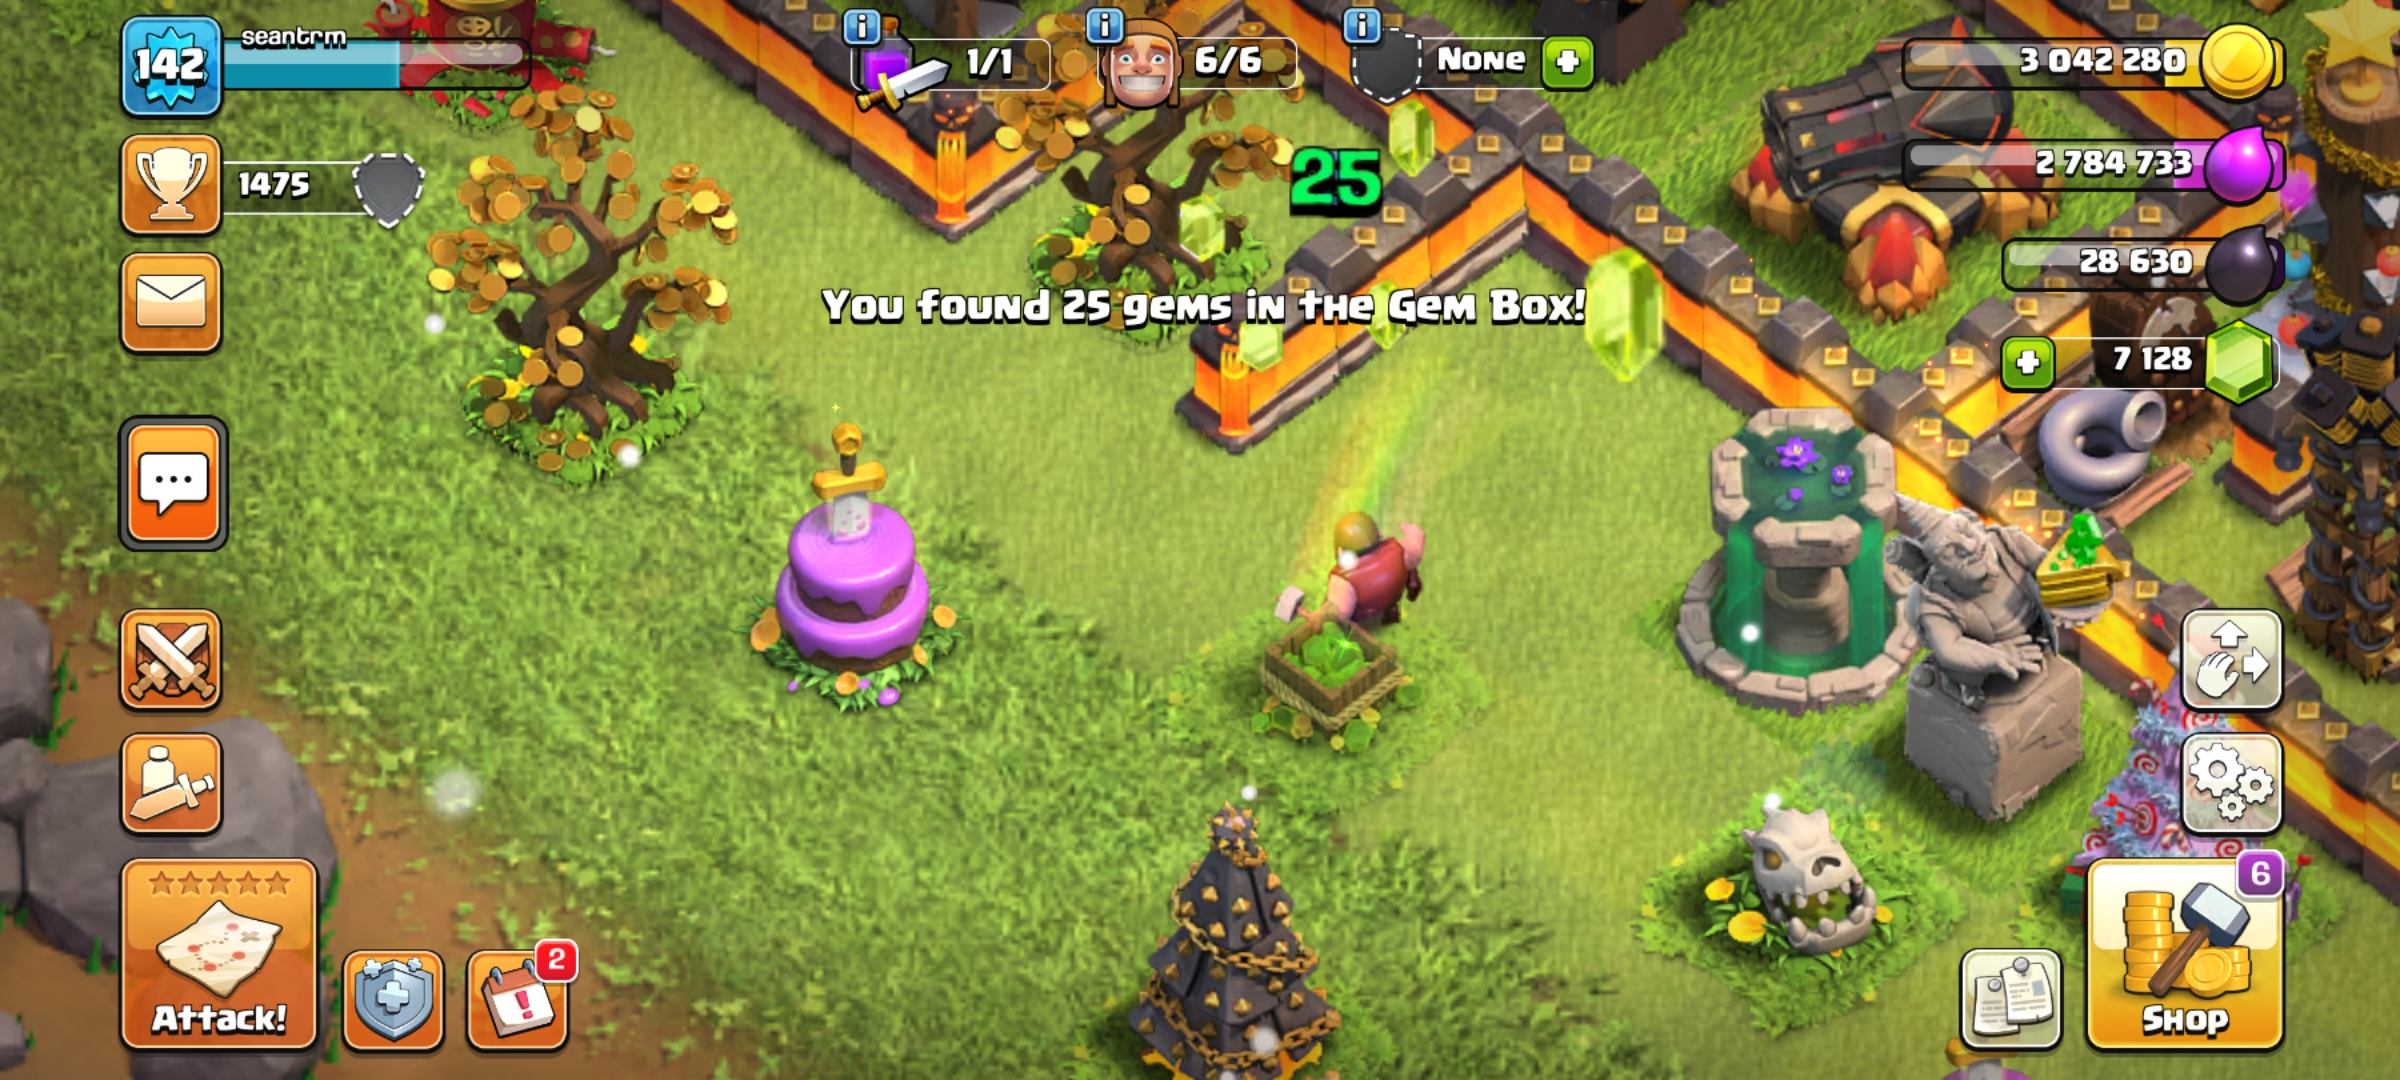 142
seantrm
1/1
6/6
None
3 042 280
1475
25
2 784 733
28 630
You found 25 gems in the Gem Box!
7 128
6
2
Attack!
Shop